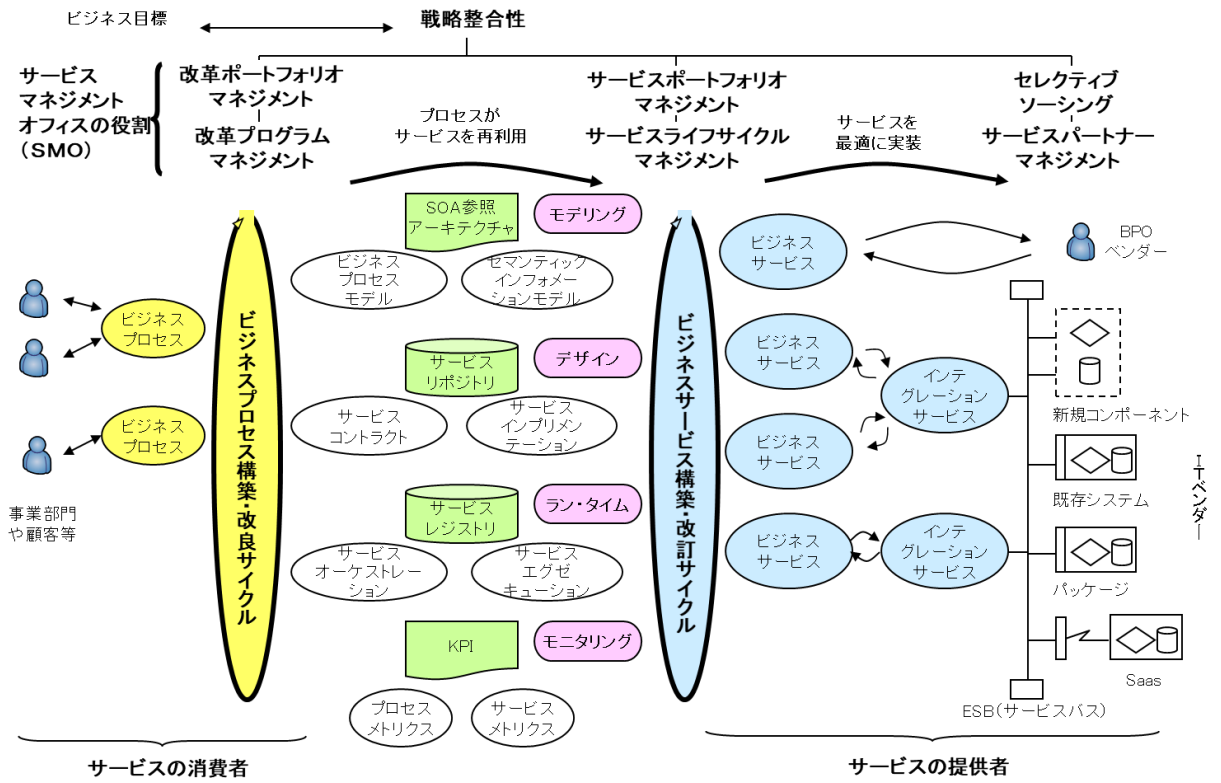 ビジネス目標
戦略整合性
サービス
マネジメント
オフィスの役割
(SMO)
改革ポートフォリオ
マネジメント
改革プログラム
マネジメント
プロセスが
サービスを再利用
サービスポートフォリオ
マネジメント
サービスライフサイクル
マネジメント
サービスを
最適に実装
セレクティブ
ソーシング
サービスパートナー
マネジメント
ビジネス
プロセス
ビジネス
プロセス
事業部門
や顧客等
ビジネスプロセス構築・改良サイクル
SOA参照
アーキテクチャ
モデリング
ビジネス
プロセス
モデル
セマンティック
インフォメー
ションモデル
サービス
リポジトリ
デザイン
サービス
コントラクト
サービス
インプリメン
テーション
サービス
レジストリ
ラン・タイム
サービス
オーケストレー
ション
サービス
エグゼ
キューション
KPI
モニタリング
プロセス
メトリクス
サービス
メトリクス
ビジネスサービス構築・改訂サイクル
ビジネス
サービス
ビジネス
サービス
ビジネス
サービス
ビジネス
サービス
インテ
グレーション
サービス
インテ
グレーション
サービス
BPO
ベンダー
新規コンポーネント
既存システム
パッケージ
Saas
ESB(サービスバス)
ITベンダー
サービスの消費者
サービスの提供者